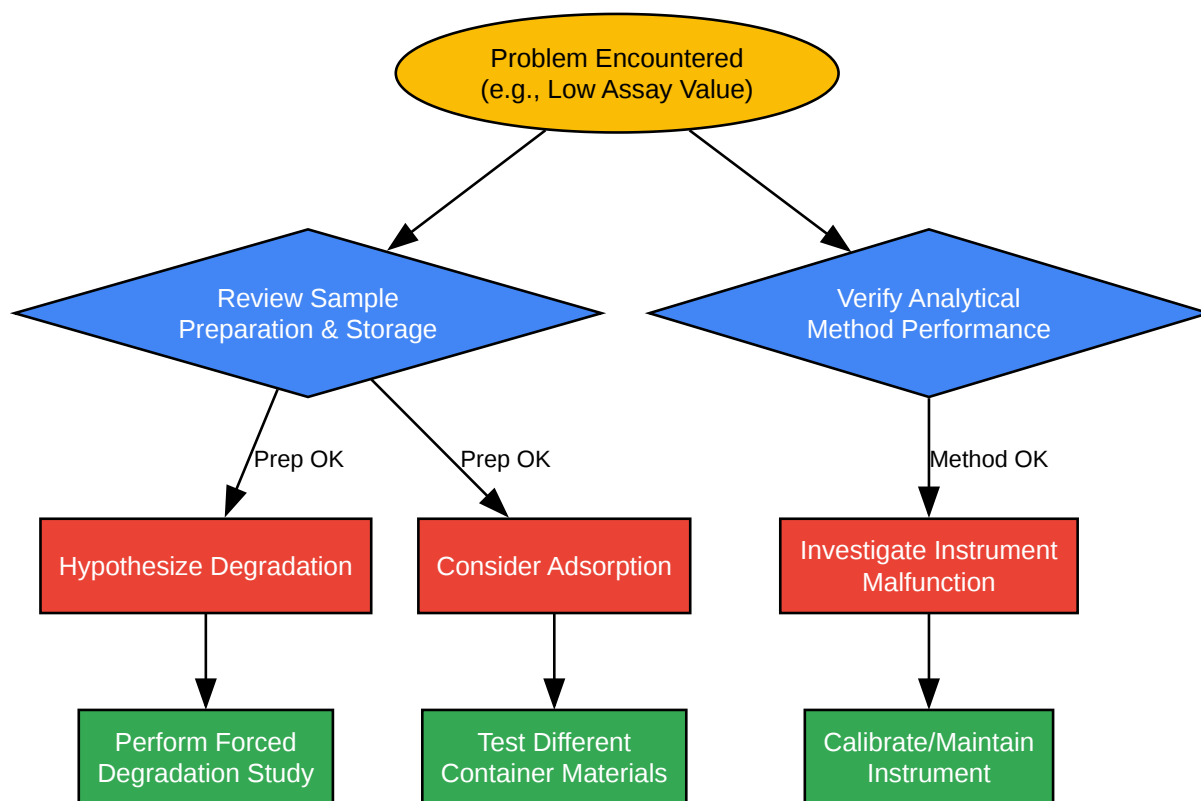 Problem Encountered
(e.g., Low Assay Value)
Review Sample
Preparation & Storage
Verify Analytical
Method Performance
Prep OK
Prep OK
Method OK
Hypothesize Degradation
Consider Adsorption
Investigate Instrument
Malfunction
Perform Forced
Degradation Study
Test Different
Container Materials
Calibrate/Maintain
Instrument